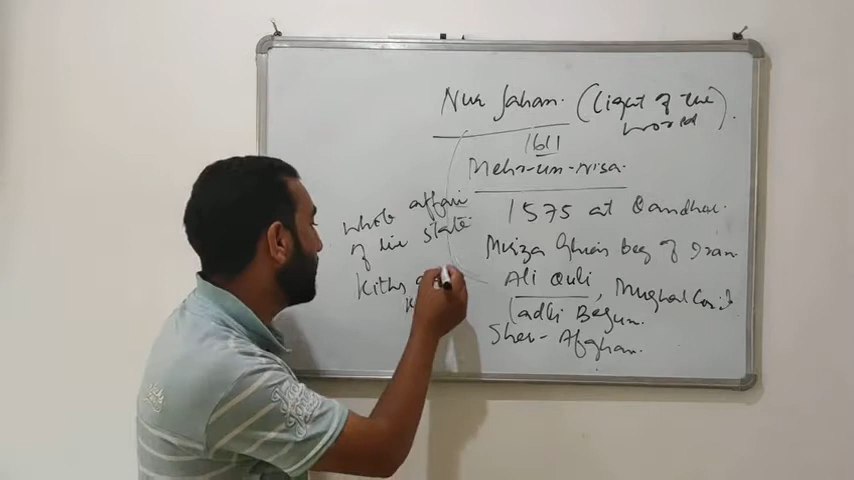 Nur Jahan. (Light of the
world).
1611
Mehr-un-nisa.
1575 at Qandhar.
Mirza Ghias beg of Iran
Ali Quli, Mughal Court
Ladli Begum.
Sher-Afghan.
whole affair
of the state
Kith